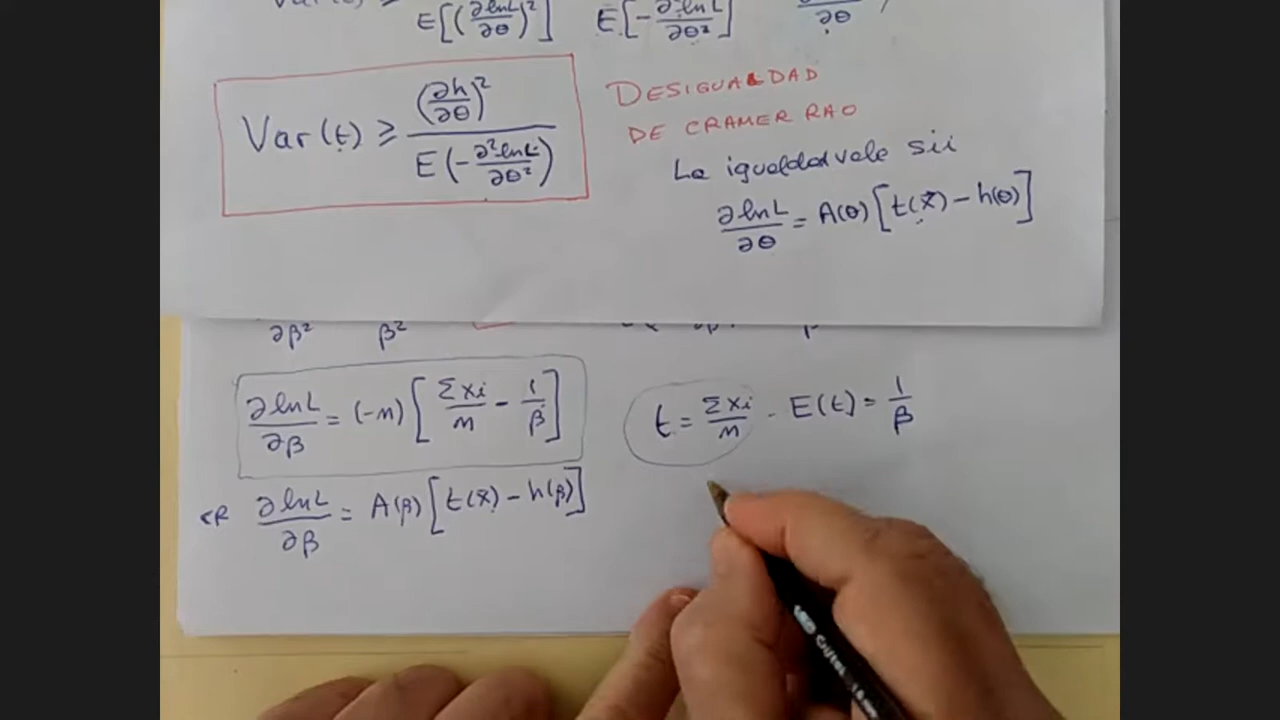 E[(∂lnL/∂θ)²] E[-∂²lnL/∂θ²] ∂θ
Var(t) ≥ (∂h/∂θ)² / E(-∂²lnL/∂θ²)
DESIGUALDAD
DE CRAMER RAO
La igualdad vale sii
∂lnL/∂θ = A(θ)[t(x̃) - h(θ)]
∂β² β²
∂lnL/∂β = (-n)[Σxi/n - 1/β]
t = Σxi/n - E(t) = 1/β
CR ∂lnL/∂β = A(β)[t(x̃) - h(β)]
Cristal